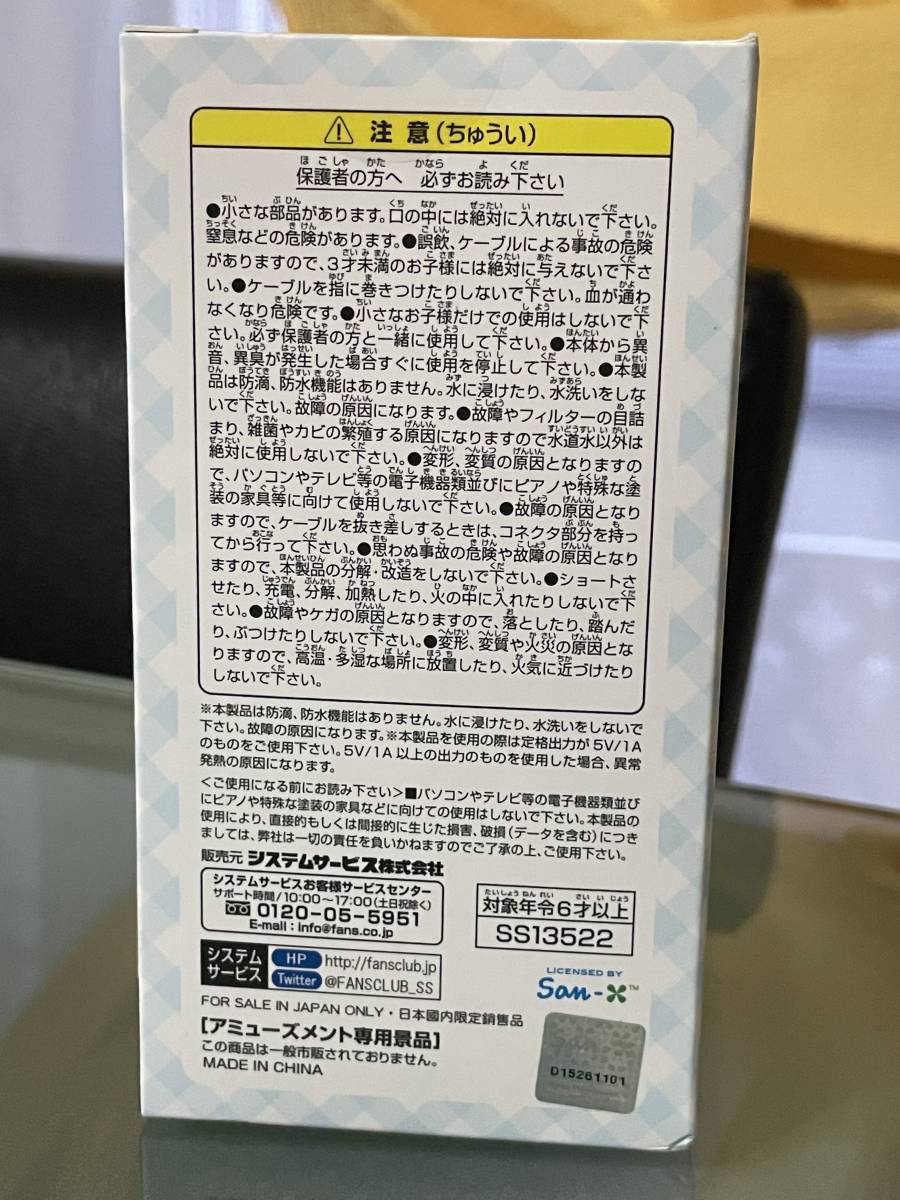 ⚠ 注意(ちゅうい)
保護者の方へ 必ずお読み下さい
●小さな部品があります。口の中には絶対に入れないで下さい。
窒息などの危険があります。●誤飲、ケーブルによる事故の危険
がありますので、3才未満のお子様には絶対に与えないで下さ
い。●ケーブルを指に巻きつけたりしないで下さい。血が通わ
なくなり危険です。●小さなお子様だけでの使用はしないで下
さい。必ず保護者の方と一緒に使用して下さい。●本体から異
音、異臭が発生した場合すぐに使用を停止して下さい。●本製
品は防滴、防水機能はありません。水に浸けたり、水洗いをしな
いで下さい。故障の原因になります。●故障やフィルターの目詰
まり、雑菌やカビの繁殖する原因になりますので水道水以外は
絶対に使用しないで下さい。●変形、変質の原因となりますの
で、パソコンやテレビ等の電子機器類並びにピアノや特殊な塗
装の家具等に向けて使用しないで下さい。●故障の原因となり
ますので、ケーブルを抜き差しするときは、コネクタ部分を持っ
てから行って下さい。●思わぬ事故の危険や故障の原因となり
ますので、本製品の分解・改造をしないで下さい。●ショートさ
せたり、充電、分解、加熱したり、火の中に入れたりしないで下
さい。●故障やケガの原因となりますので、落としたり、踏んだ
り、ぶつけたりしないで下さい。●変形、変質や火災の原因とな
りますので、高温・多湿な場所に放置したり、火気に近づけたり
しないで下さい。
※本製品は防滴、防水機能はありません。水に浸けたり、水洗いをしないで
下さい。故障の原因になります。※本製品を使用の際は定格出力が5V/1A
のものをご使用下さい。5V/1A以上の出力のものを使用した場合、異常
発熱の原因になります。
<ご使用になる前にお読み下さい>■パソコンやテレビ等の電子機器類並び
にピアノや特殊な塗装の家具などに向けての使用はしないで下さい。本製品の
使用により、直接的もしくは間接的に生じた損害、破損(データを含む)につき
ましては、弊社は一切の責任を負いかねますのでご了承の上、ご使用下さい。
販売元 システムサービス株式会社
システムサービスお客様サービスセンター
サポート時間/10:00〜17:00(土日祝除く)
0120-05-5951
E-mail : info@fans.co.jp
システム
サービス
HP http://fansclub.jp
Twitter @FANSCLUB_SS
対象年令6才以上
SS13522
LICENSED BY
San-X™
FOR SALE IN JAPAN ONLY・日本國内限定銷售品
[アミューズメント専用景品]
この商品は一般市販されておりません。
MADE IN CHINA
San-X
D15261101